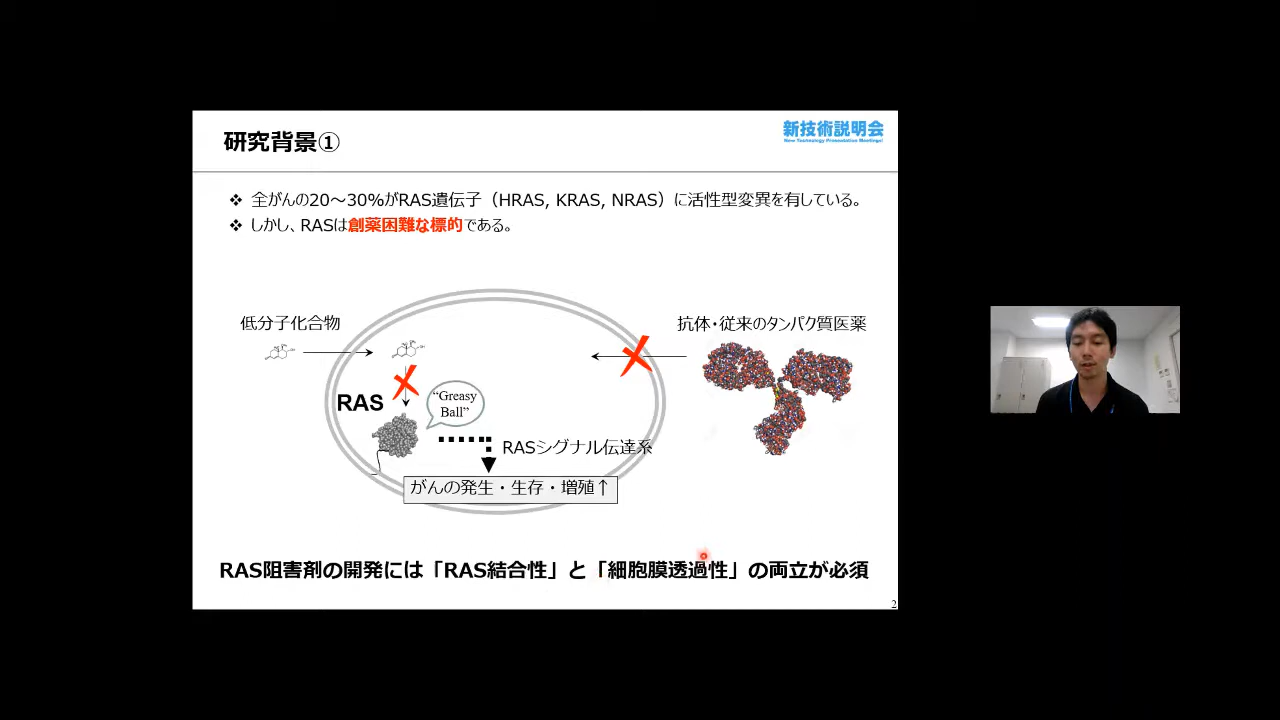 研究背景①
新技術説明会
New Technology Presentation Meetings!
❖ 全がんの20～30%がRAS遺伝子（HRAS, KRAS, NRAS）に活性型変異を有している。
❖ しかし、RASは創薬困難な標的である。
低分子化合物
抗体・従来のタンパク質医薬
RAS
“Greasy
Ball”
RASシグナル伝達系
がんの発生・生存・増殖↑
RAS阻害剤の開発には「RAS結合性」と「細胞膜透過性」の両立が必須
2